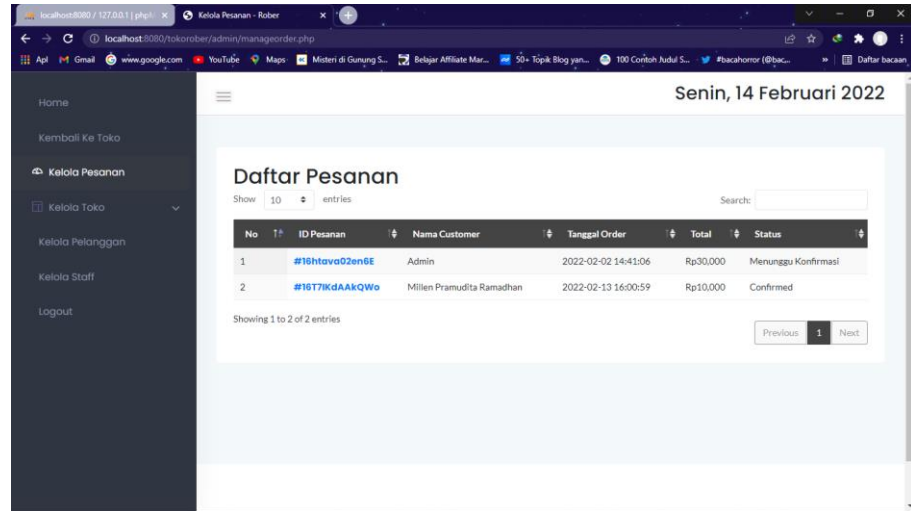 localhost:8080 / 127.0.0.1 | php
Kelola Pesanan - Rober
localhost:8080/tokorober/admin/manageorder.php
Apl
Gmail
www.google.com
YouTube
Maps
Misteri di Gunung S...
Belajar Affiliate Mar...
50+ Topik Blog yan...
100 Contoh Judul S...
#bacahorror (@bac...
»
Daftar bacaan
Home
Kembali Ke Toko
Kelola Pesanan
Kelola Toko
Kelola Pelanggan
Kelola Staff
Logout
Senin, 14 Februari 2022
Daftar Pesanan
Show 10 entries
Search:
No ID Pesanan Nama Customer Tanggal Order Total Status
1 #16htava02en6E Admin 2022-02-02 14:41:06 Rp30,000 Menunggu Konfirmasi
2 #16T7IKdAAkQWo Millen Pramudita Ramadhan 2022-02-13 16:00:59 Rp10,000 Confirmed
Showing 1 to 2 of 2 entries
Previous 1 Next